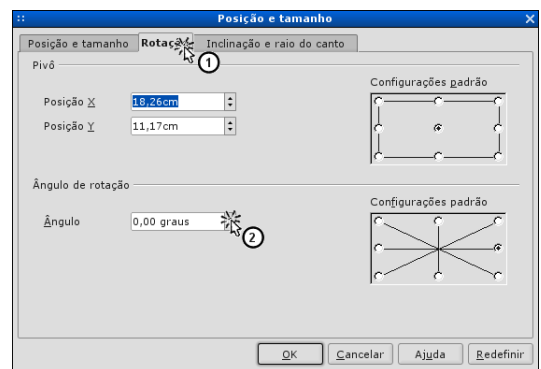 Posição e tamanho
Posição e tamanho Rotação Inclinação e raio do canto
1
Pivô
Configurações padrão
Posição X 18,26cm
Posição Y 11,17cm
Ângulo de rotação
Configurações padrão
Ângulo 0,00 graus
2
OK Cancelar Ajuda Redefinir